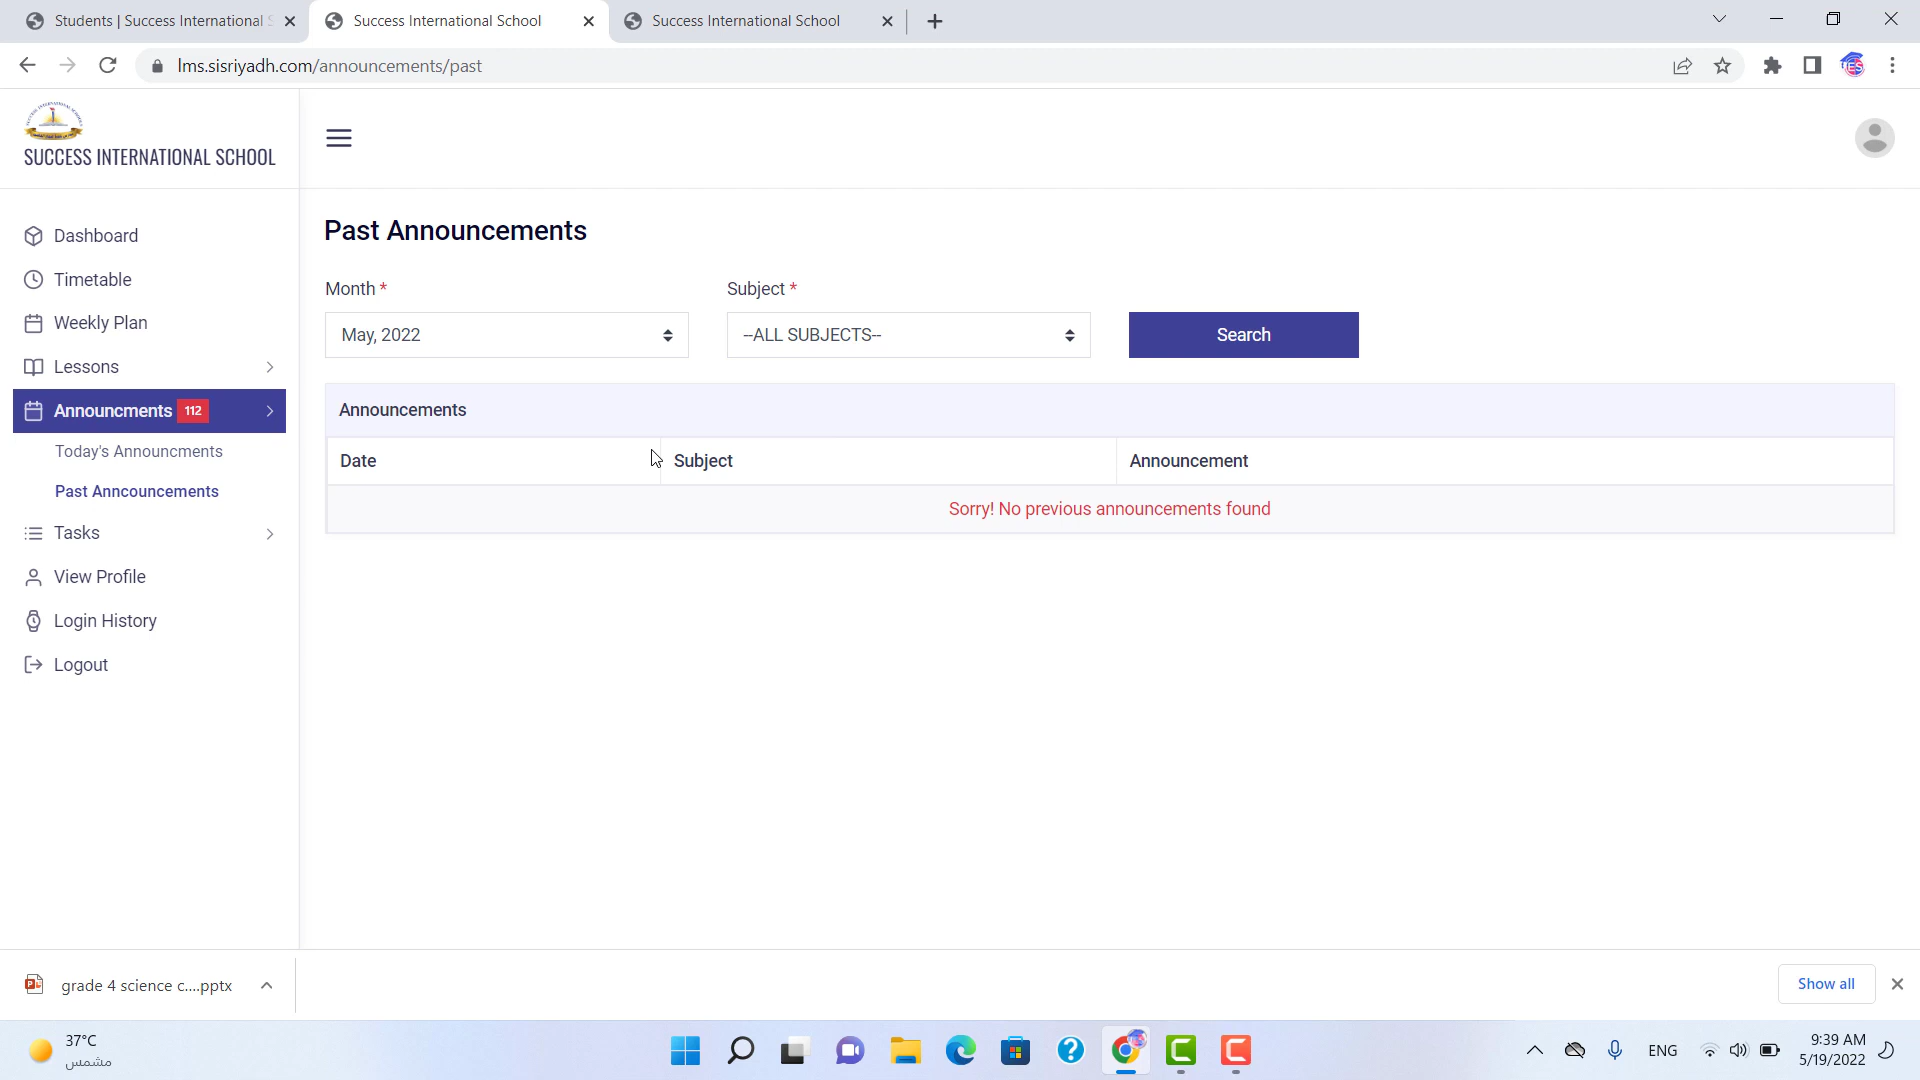 Students | Success International S
Success International School
Success International School
lms.sisriyadh.com/announcements/past
SUCCESS INTERNATIONAL SCHOOL
Dashboard
Timetable
Weekly Plan
Lessons
Announcments 112
Today's Announcments
Past Anncouncements
Tasks
View Profile
Login History
Logout
Past Announcements
Month * Subject *
May, 2022 --ALL SUBJECTS-- Search
Announcements
Date Subject Announcement
Sorry! No previous announcements found
grade 4 science c....pptx
Show all
37°C
مشمس
ENG
9:39 AM
5/19/2022